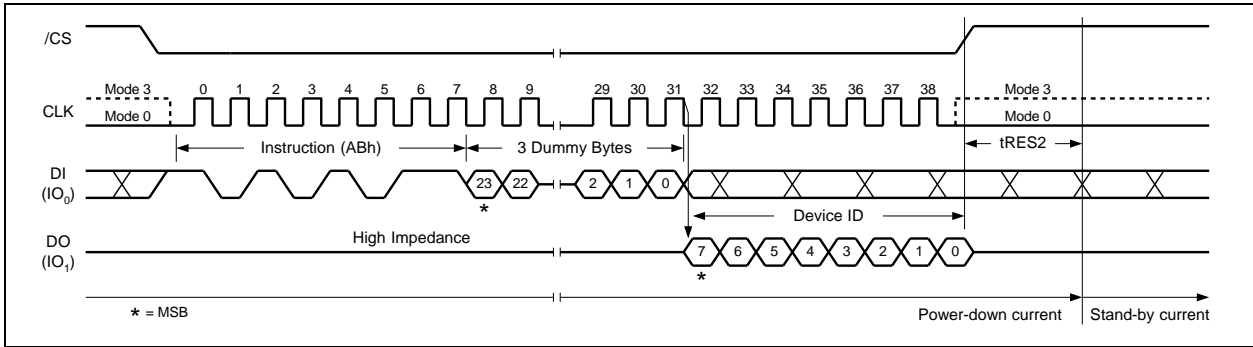 /CS
Mode 3 0 1 2 3 4 5 6 7 8 9 29 30 31 32 33 34 35 36 37 38 Mode 3
CLK
Mode 0 Mode 0
Instruction (ABh) 3 Dummy Bytes tRES2
DI
(IO0)
23 22 2 1 0
*
Device ID
High Impedance
DO
(IO1)
7 6 5 4 3 2 1 0
*
* = MSB
Power-down current Stand-by current